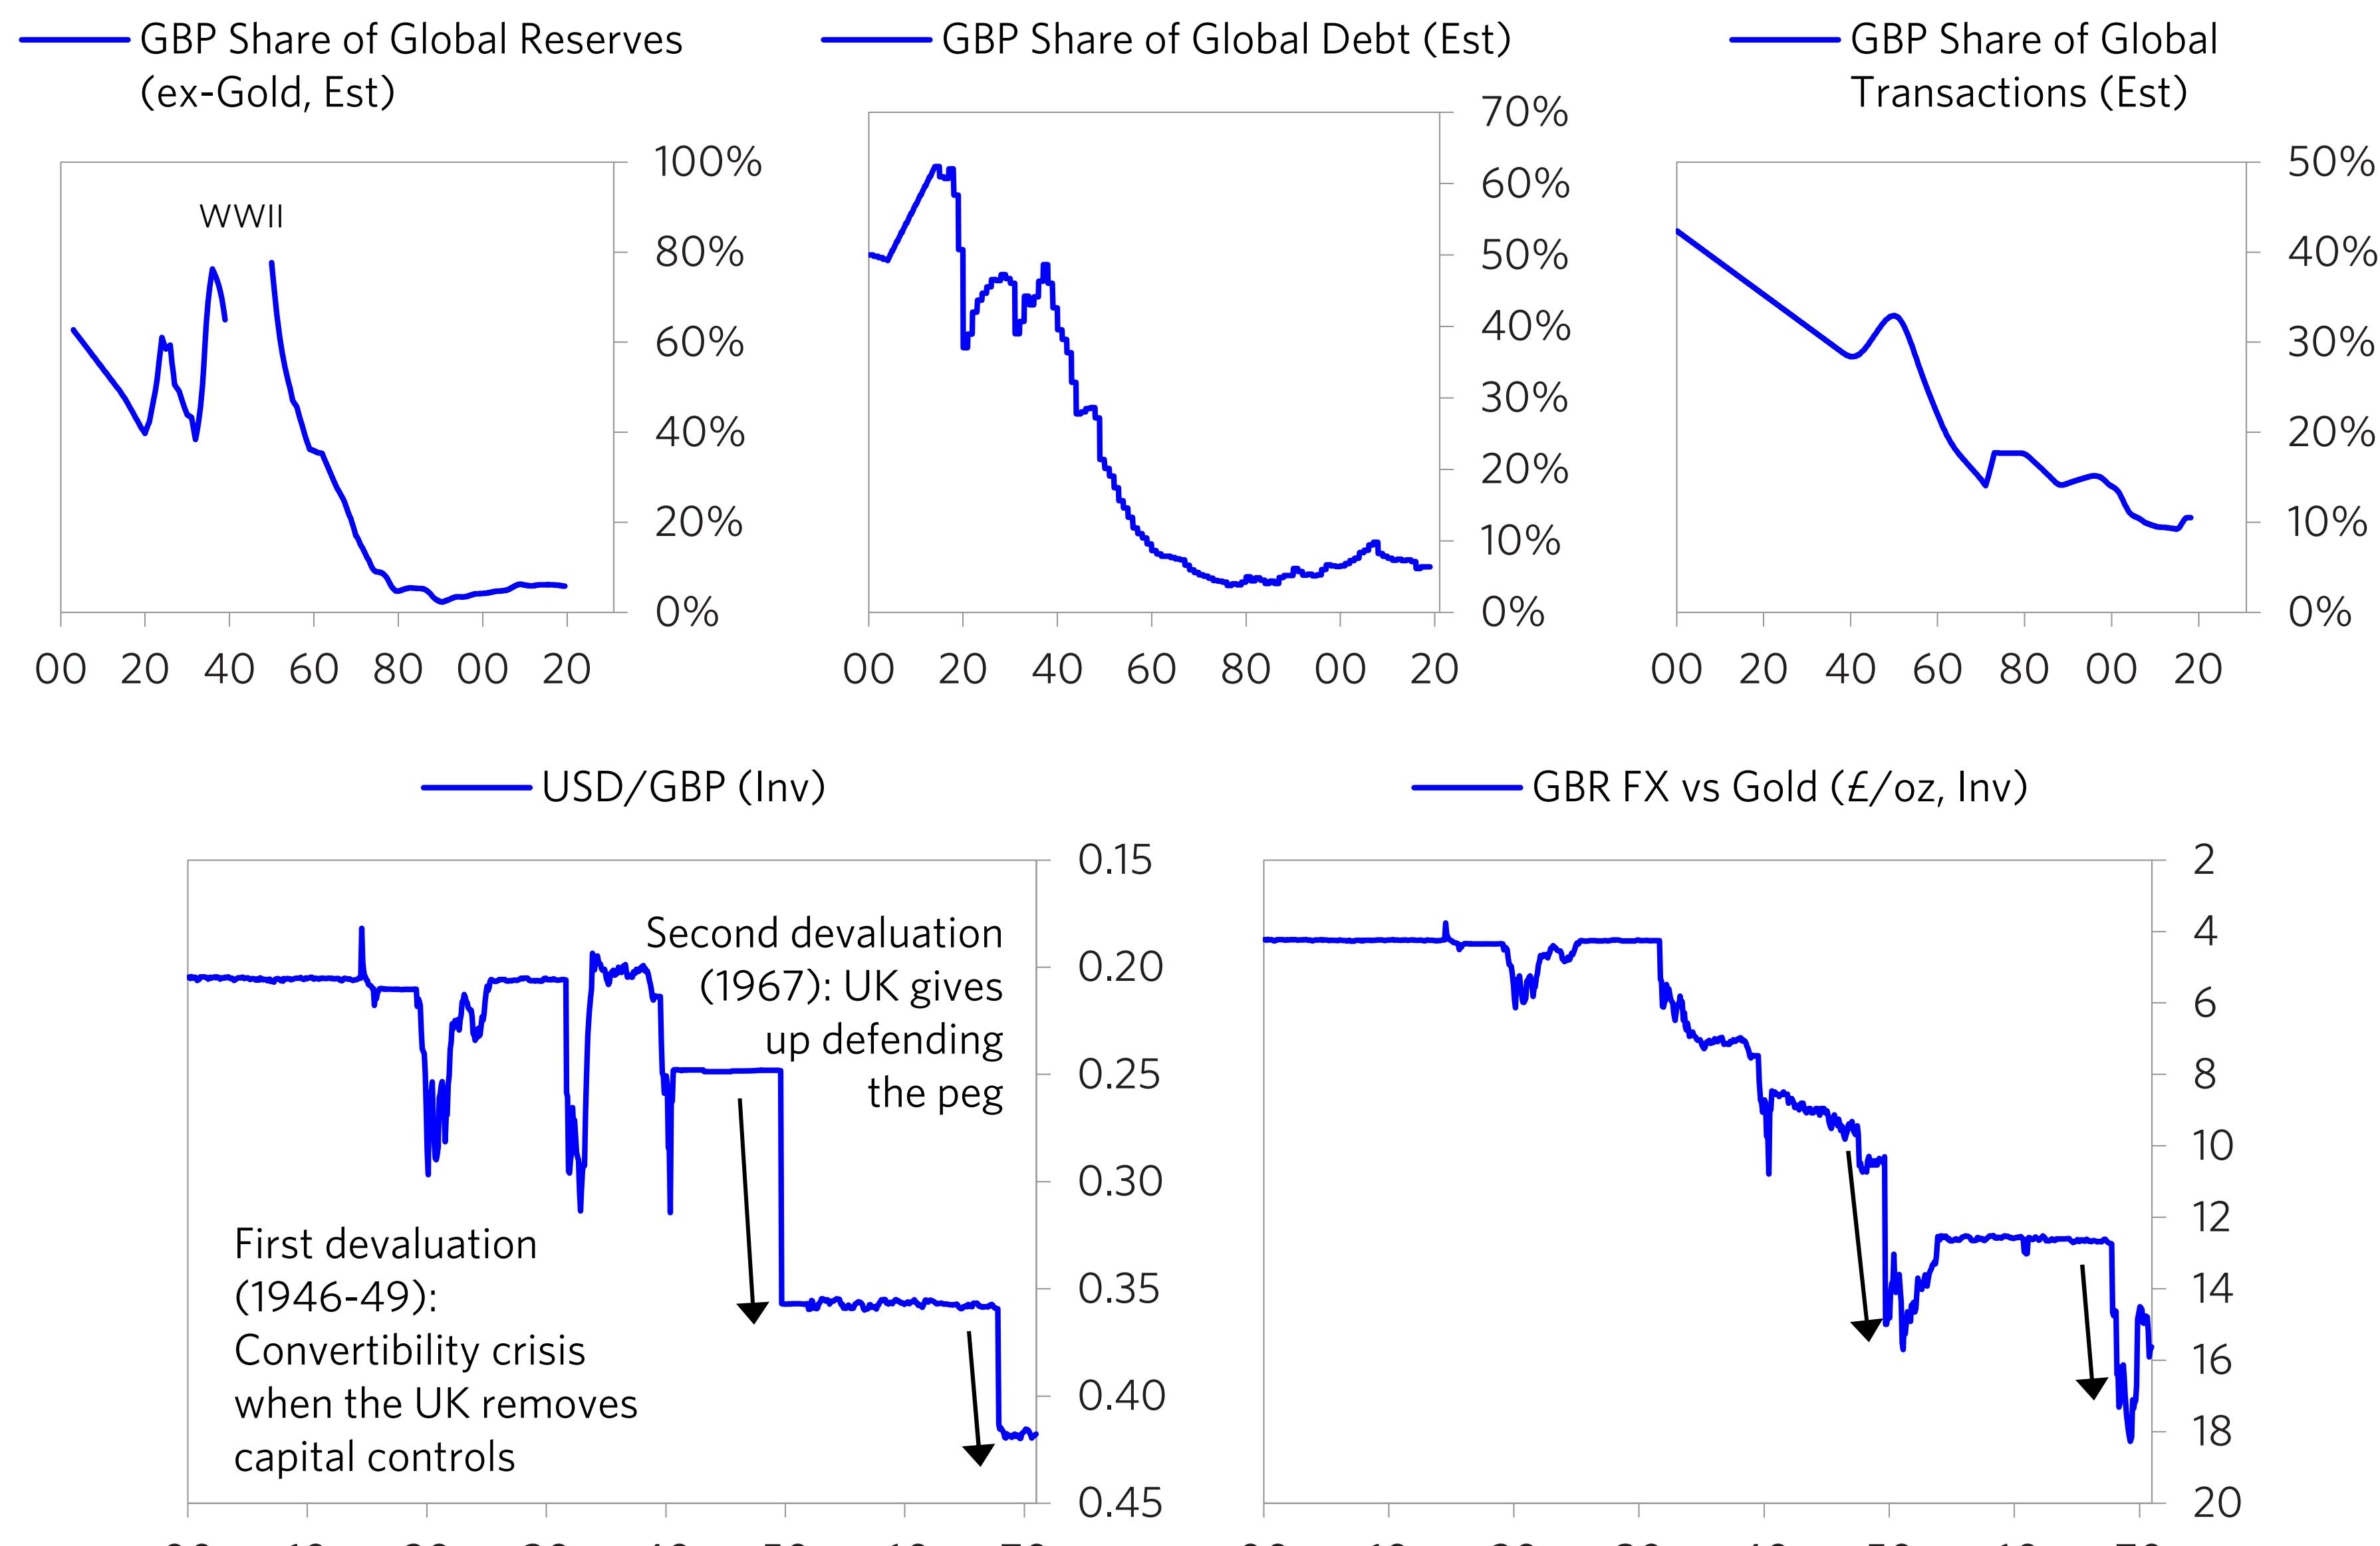 GBP Share of Global Reserves
(ex-Gold, Est)
GBP Share of Global Debt (Est)
GBP Share of Global
Transactions (Est)
WWII
100%
80%
60%
40%
20%
0%
00 20 40 60 80 00 20
70%
60%
50%
40%
30%
20%
10%
0%
00 20 40 60 80 00 20
50%
40%
30%
20%
10%
0%
00 20 40 60 80 00 20
USD/GBP (Inv)
Second devaluation
(1967): UK gives
up defending
the peg
First devaluation
(1946-49):
Convertibility crisis
when the UK removes
capital controls
0.15
0.20
0.25
0.30
0.35
0.40
0.45
GBR FX vs Gold (£/oz, Inv)
2
4
6
8
10
12
14
16
18
20